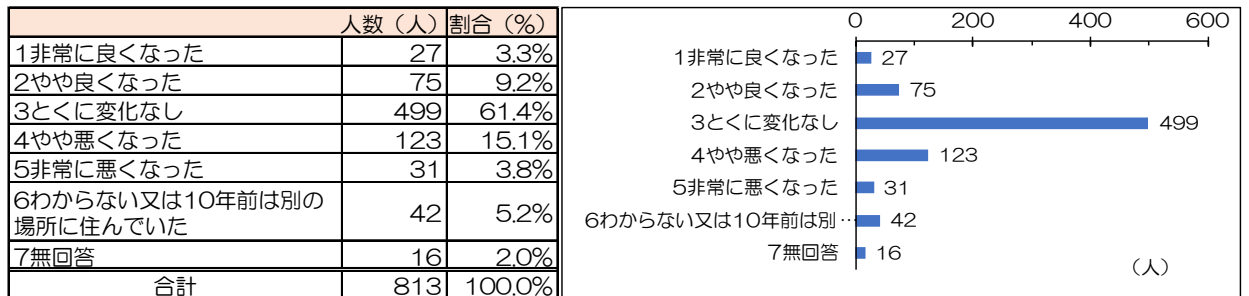 人数（人） 割合（%）
1非常に良くなった 27 3.3%
2やや良くなった 75 9.2%
3とくに変化なし 499 61.4%
4やや悪くなった 123 15.1%
5非常に悪くなった 31 3.8%
6わからない又は10年前は別の
場所に住んでいた 42 5.2%
7無回答 16 2.0%
合計 813 100.0%
0 200 400 600
1非常に良くなった 27
2やや良くなった 75
3とくに変化なし 499
4やや悪くなった 123
5非常に悪くなった 31
6わからない又は10年前は別… 42
7無回答 16
（人）